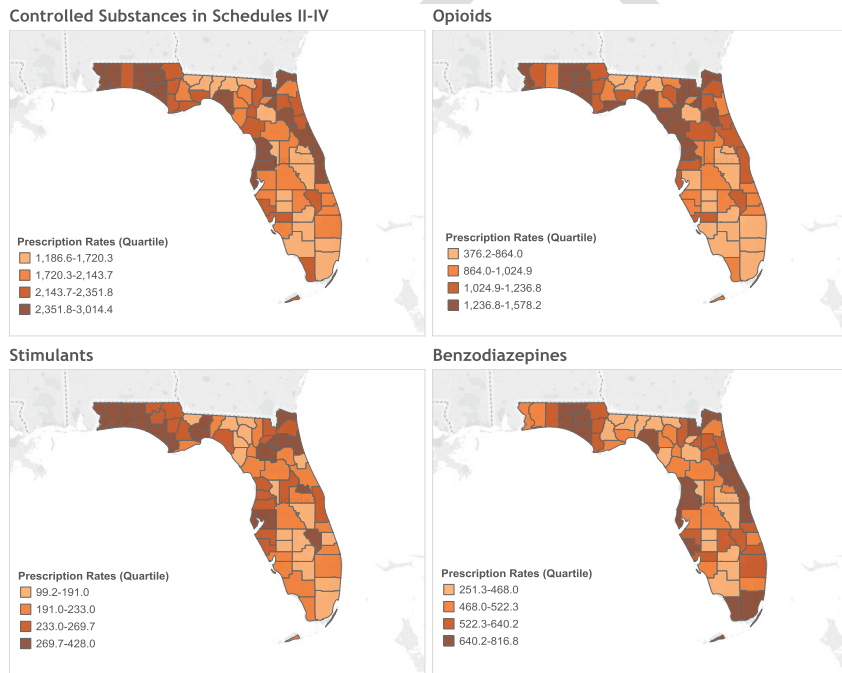 Controlled Substances in Schedules II-IV
Opioids
Prescription Rates (Quartile)
1,186.6-1,720.3
1,720.3-2,143.7
2,143.7-2,351.8
2,351.8-3,014.4
Prescription Rates (Quartile)
376.2-864.0
864.0-1,024.9
1,024.9-1,236.8
1,236.8-1,578.2
Stimulants
Benzodiazepines
Prescription Rates (Quartile)
99.2-191.0
191.0-233.0
233.0-269.7
269.7-428.0
Prescription Rates (Quartile)
251.3-468.0
468.0-522.3
522.3-640.2
640.2-816.8